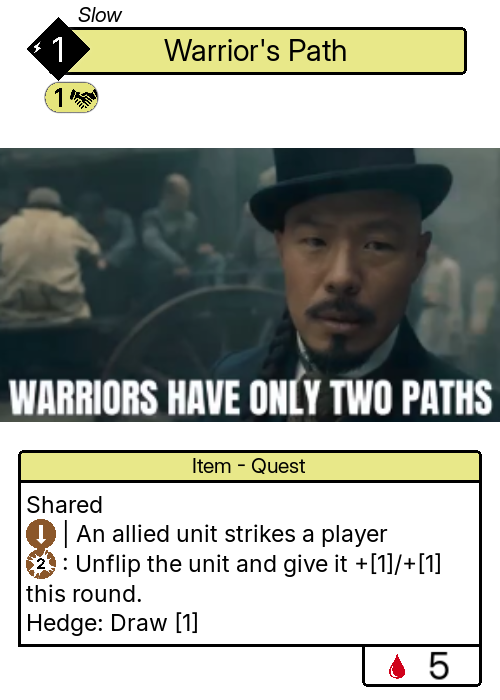 Slow
1
Warrior's Path
1
WARRIORS HAVE ONLY TWO PATHS
Item - Quest
Shared
| An allied unit strikes a player
2 : Unflip the unit and give it +[1]/+[1]
this round.
Hedge: Draw [1]
5